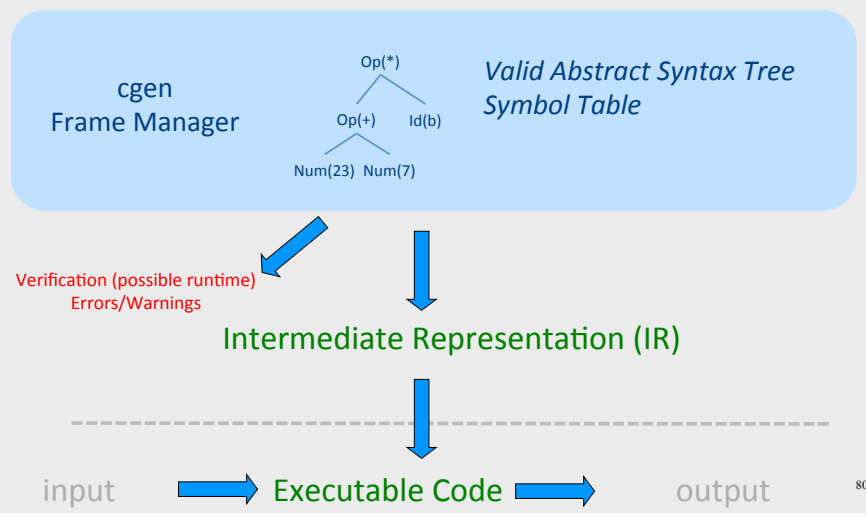 cgen
Frame Manager
Op(*)
Op(+) Id(b)
Num(23) Num(7)
Valid Abstract Syntax Tree
Symbol Table
Verification (possible runtime)
Errors/Warnings
Intermediate Representation (IR)
input Executable Code output
80